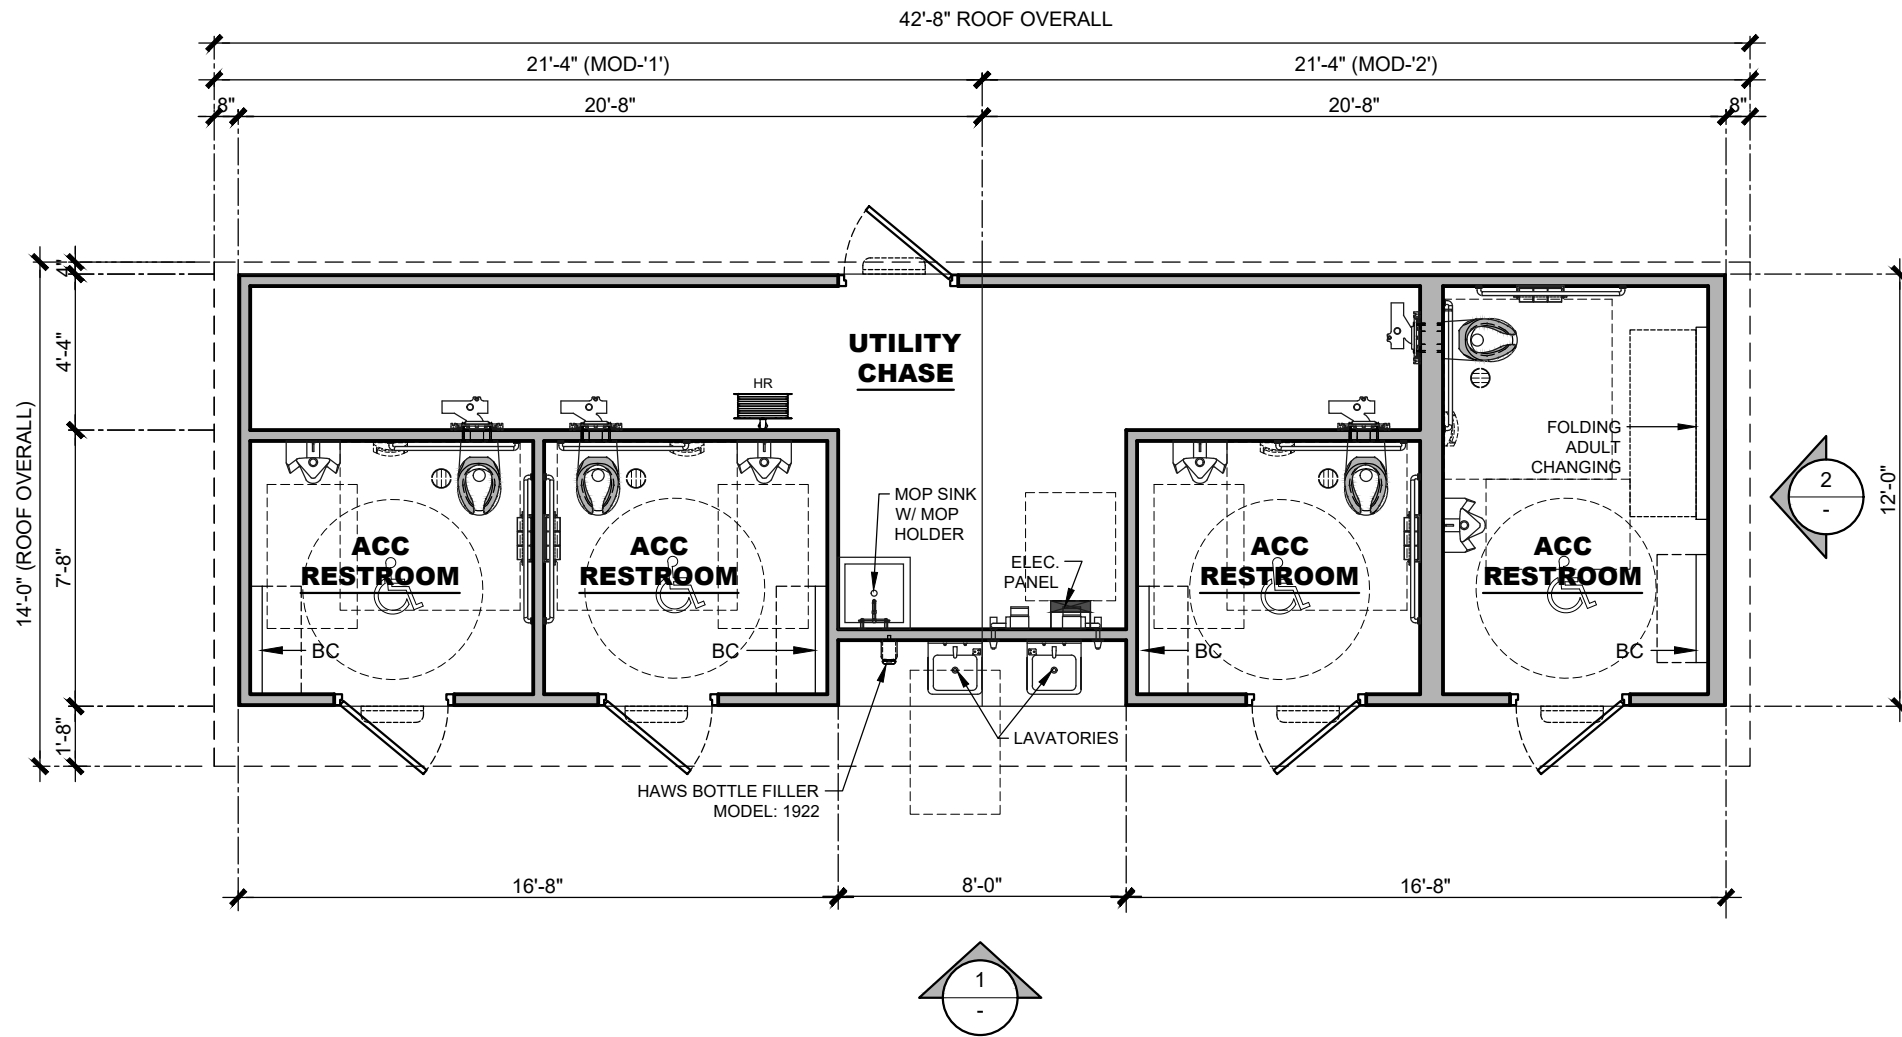 42'-8" ROOF OVERALL
21'-4" (MOD-'1')
21'-4" (MOD-'2')
8"
20'-8"
20'-8"
8"
4"
4'-4"
14'-0" (ROOF OVERALL)
7'-8"
1'-8"
UTILITY
CHASE
HR
FOLDING
ADULT
CHANGING
MOP SINK
W/ MOP
HOLDER
ELEC.
PANEL
ACC
RESTROOM
ACC
RESTROOM
ACC
RESTROOM
ACC
RESTROOM
BC
BC
BC
BC
2
-
12'-0"
LAVATORIES
HAWS BOTTLE FILLER
MODEL: 1922
16'-8"
8'-0"
16'-8"
1
-